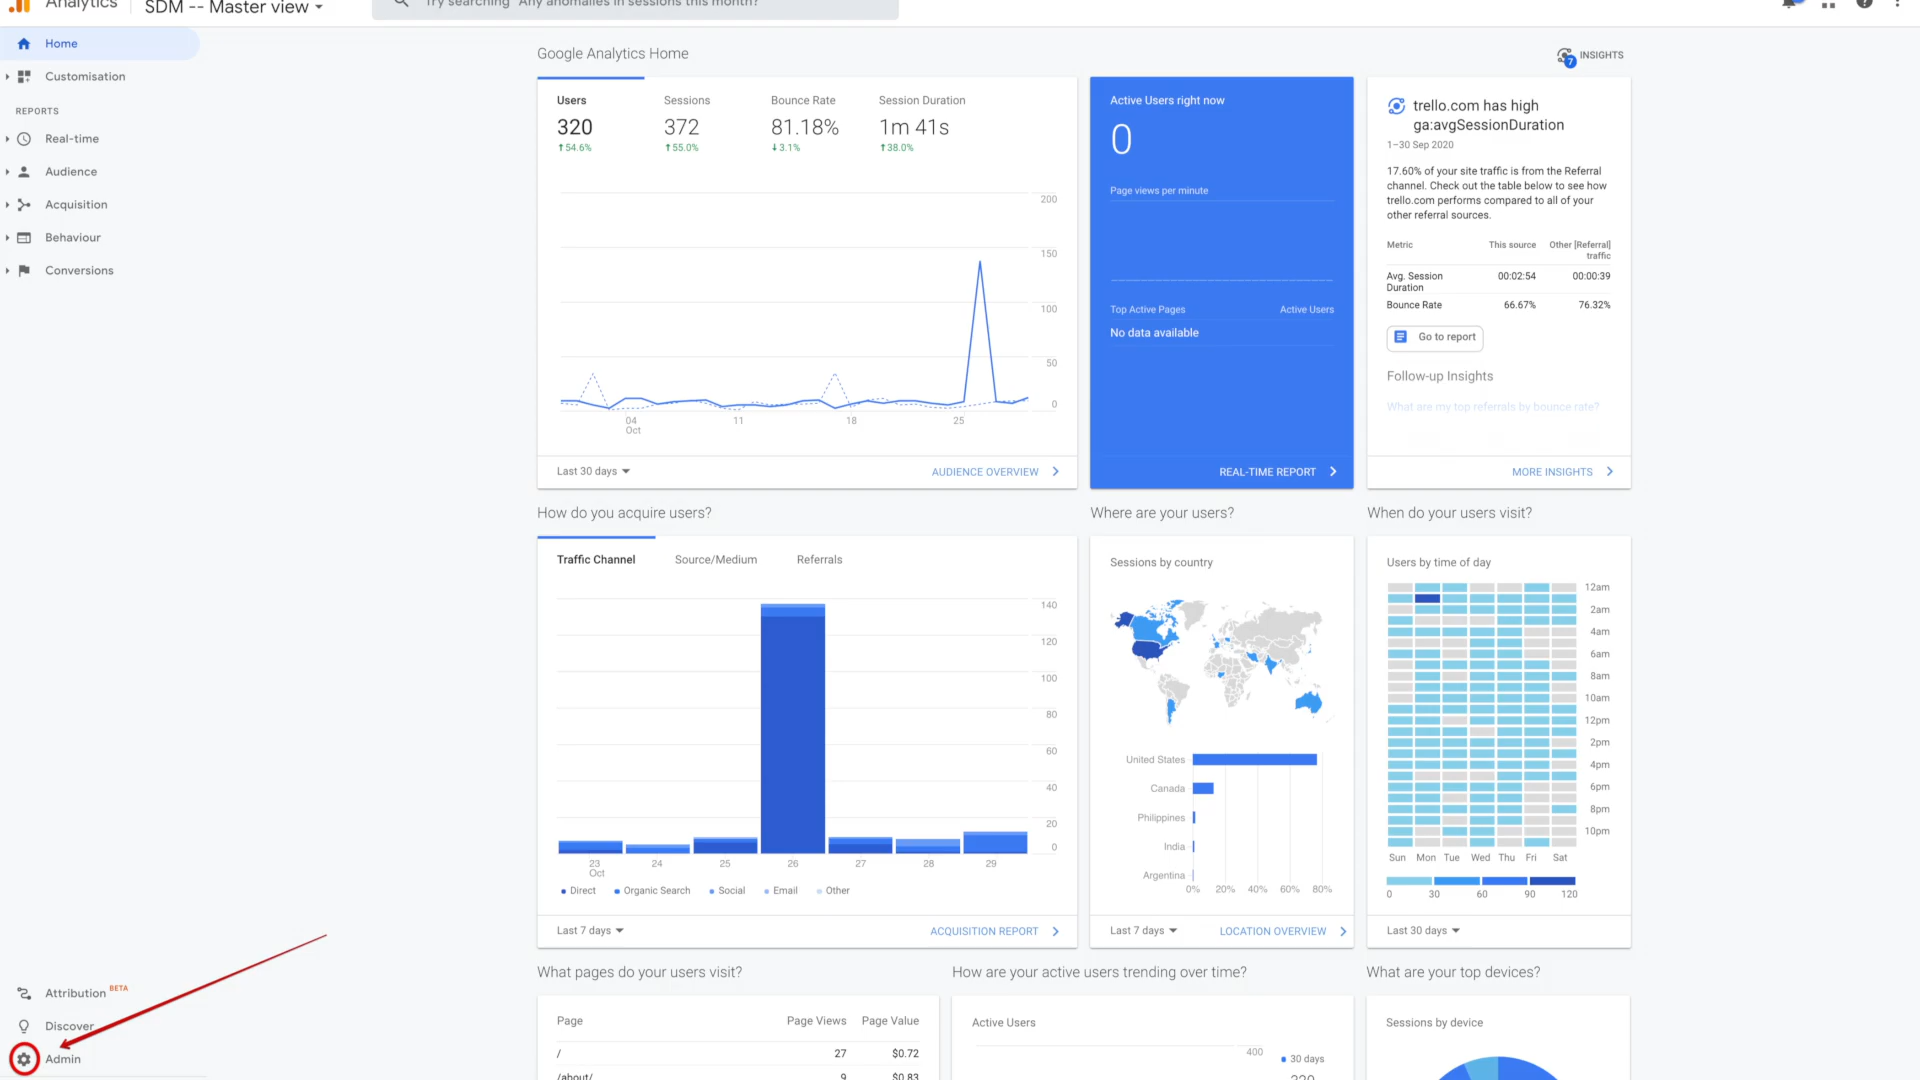 Analytics
SDM -- Master view
Try searching "Any anomalies in sessions this month?"
Home
Customisation
REPORTS
Real-time
Audience
Acquisition
Behaviour
Conversions
Attribution BETA
Discover
Admin
Google Analytics Home
7 INSIGHTS
Users Sessions Bounce Rate Session Duration
320 372 81.18% 1m 41s
54.6% 55.0% 3.1% 38.0%
200
150
100
50
0
04 11 18 25
Oct
Last 30 days AUDIENCE OVERVIEW
Active Users right now
0
Page views per minute
Top Active Pages Active Users
No data available
REAL-TIME REPORT
trello.com has high
ga:avgSessionDuration
1–30 Sep 2020
17.60% of your site traffic is from the Referral
channel. Check out the table below to see how
trello.com performs compared to all of your
other referral sources.
Metric This source Other [Referral]
traffic
Avg. Session 00:02:54 00:00:39
Duration
Bounce Rate 66.67% 76.32%
Go to report
Follow-up Insights
What are my top referrals by bounce rate?
MORE INSIGHTS
How do you acquire users?
Traffic Channel Source/Medium Referrals
140
120
100
80
60
40
20
0
23 24 25 26 27 28 29
Oct
Direct Organic Search Social Email Other
Last 7 days ACQUISITION REPORT
Where are your users?
Sessions by country
United States
Canada
Philippines
India
Argentina
0% 20% 40% 60% 80%
Last 7 days LOCATION OVERVIEW
When do your users visit?
Users by time of day
12am
2am
4am
6am
8am
10am
12pm
2pm
4pm
6pm
8pm
10pm
Sun Mon Tue Wed Thu Fri Sat
0 30 60 90 120
Last 30 days
What pages do your users visit?
Page Page Views Page Value
/ 27 $0.72
/about/ 9 $0.83
How are your active users trending over time?
Active Users
400
30 days
320
What are your top devices?
Sessions by device